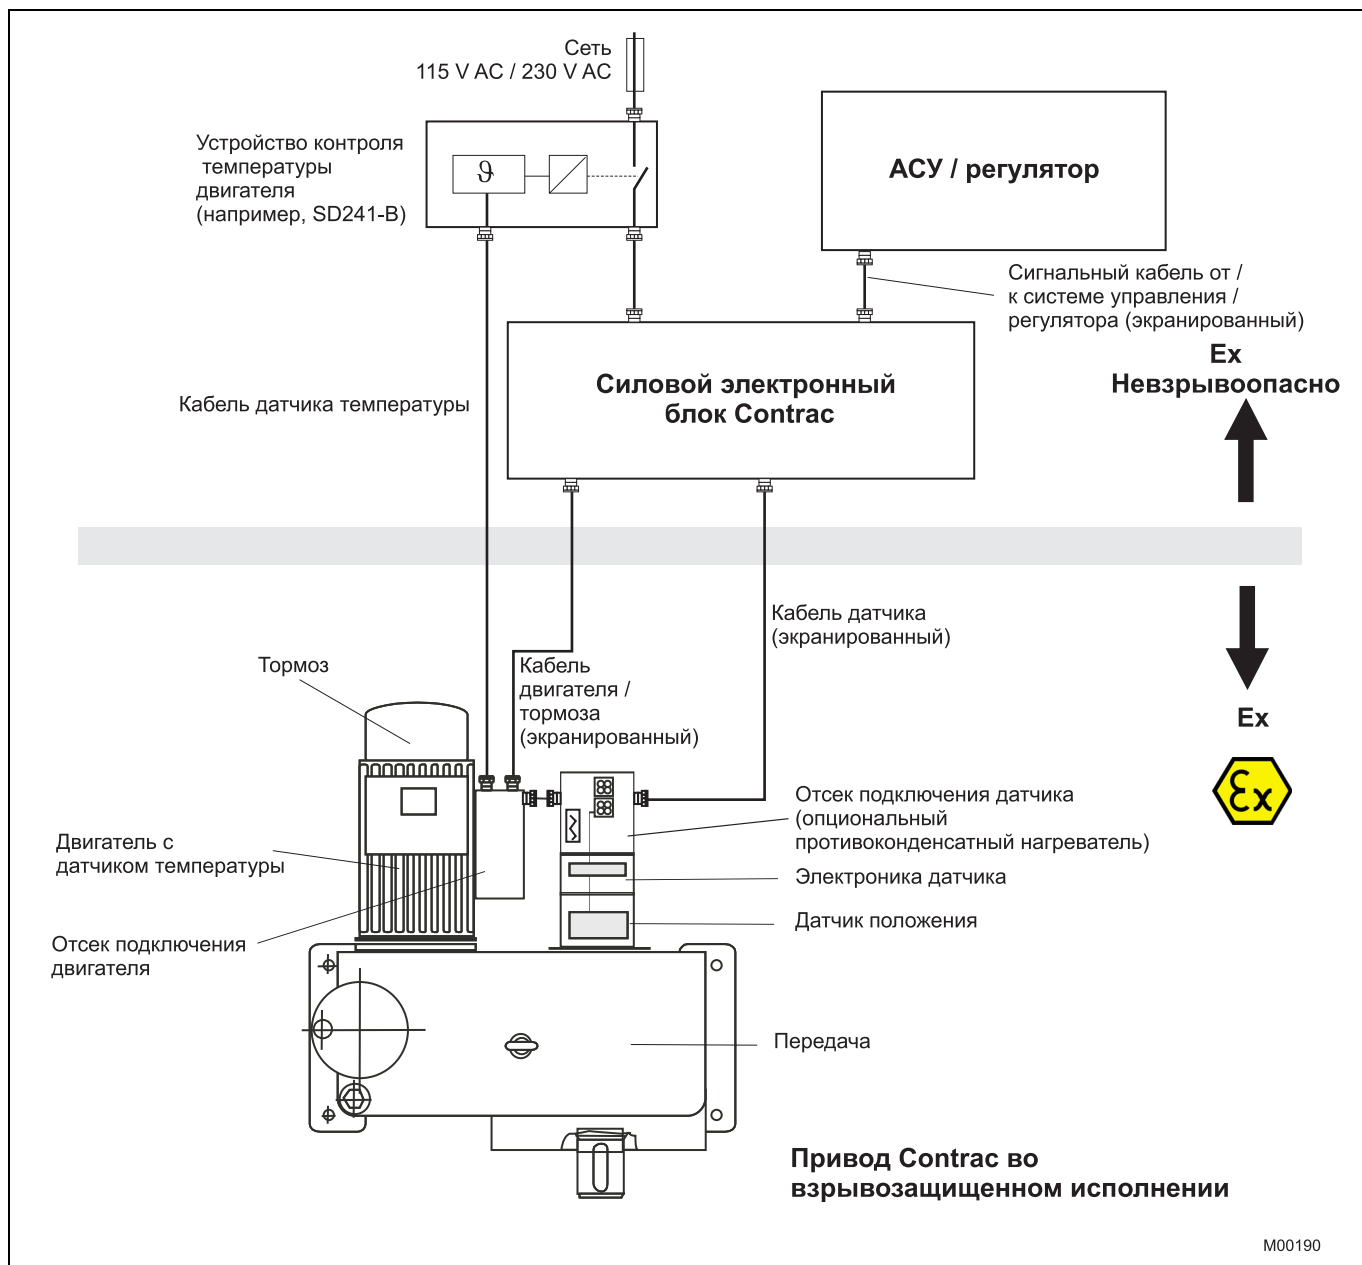 Сеть
115 V AC / 230 V AC
Устройство контроля
температуры
двигателя
(например, SD241-B)
ϑ
АСУ / регулятор
Сигнальный кабель от /
к системе управления /
регулятора (экранированный)
Ex
Невзрывоопасно
Силовой электронный
блок Contrac
Кабель датчика температуры
Кабель датчика
(экранированный)
Тормоз
Кабель
двигателя /
тормоза
(экранированный)
Ex
Ex
Отсек подключения датчика
(опциональный
противоконденсатный нагреватель)
Двигатель с
датчиком температуры
Электроника датчика
Датчик положения
Отсек подключения
двигателя
Передача
Привод Contrac во
взрывозащищенном исполнении
M00190